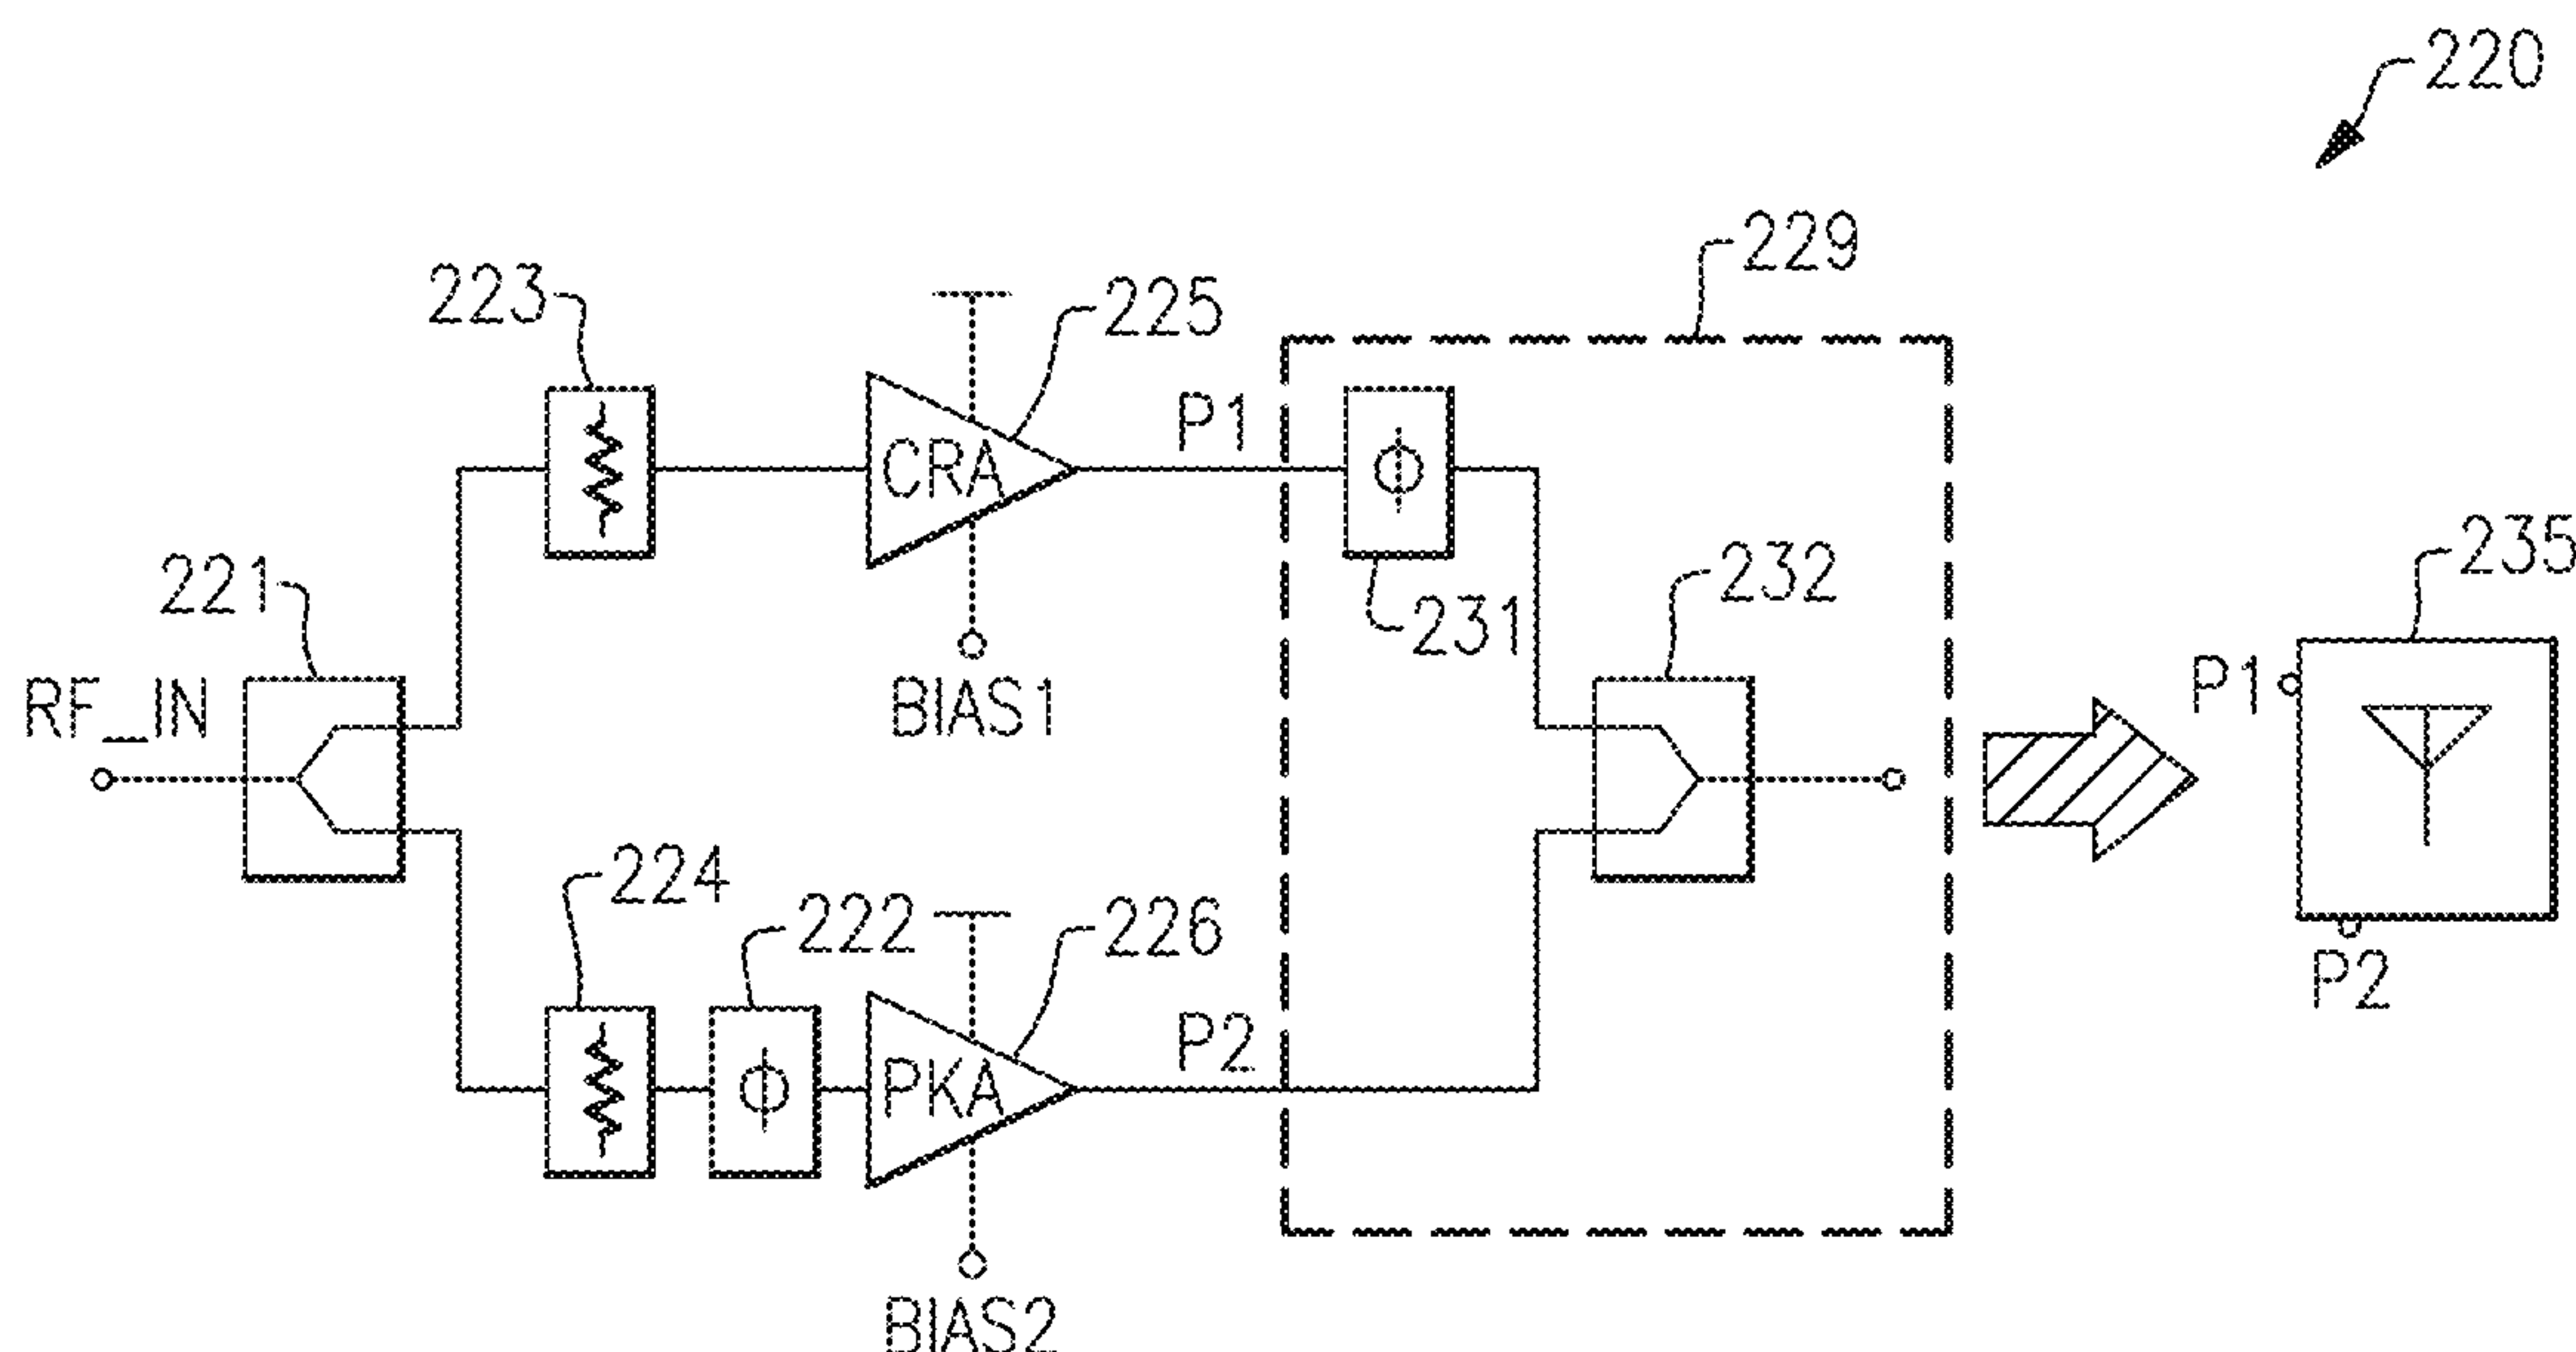 220
229
223
225
CRA
P1
ϕ
231
232
235
221
RF_IN
BIAS1
P1
P2
224
222
226
ϕ
PKA
P2
BIAS2